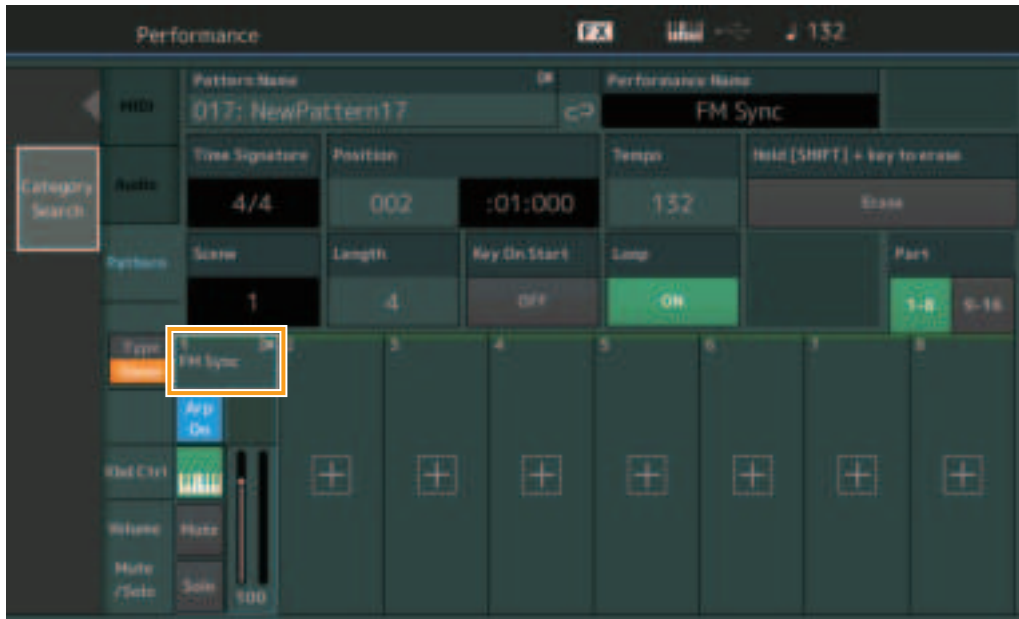 Performance FX 132
Pattern Name Performance Name
MIDI 017: NewPattern17 FM Sync
Time Signature Position Tempo Hold [SHIFT] + key to erase
Category Search Audio 4/4 002 :01:000 132 Erase
Pattern Scene Length Key On Start Loop Part
1 4 OFF ON 1-8 9-16
Type 1 3 4 5 6 7 8
FM Sync
Arp
On
Kbd Ctrl
Volume Mute
Mute
/Solo Solo 100